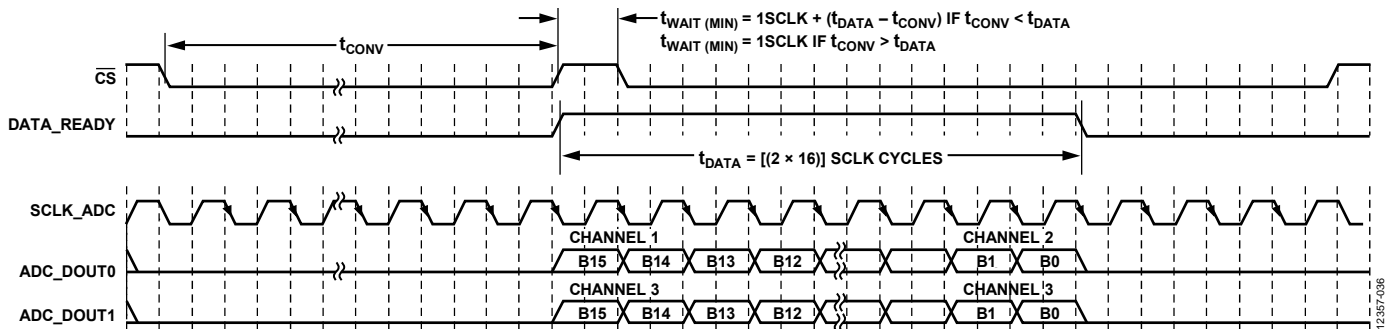 tWAIT (MIN) = 1SCLK + (tDATA – tCONV) IF tCONV < tDATA
tWAIT (MIN) = 1SCLK IF tCONV > tDATA
tCONV
CS
DATA_READY
tDATA = [(2 × 16)] SCLK CYCLES
SCLK_ADC
CHANNEL 1 CHANNEL 2
ADC_DOUT0 B15 B14 B13 B12 B1 B0
CHANNEL 3 CHANNEL 3
ADC_DOUT1 B15 B14 B13 B12 B1 B0
12357-036